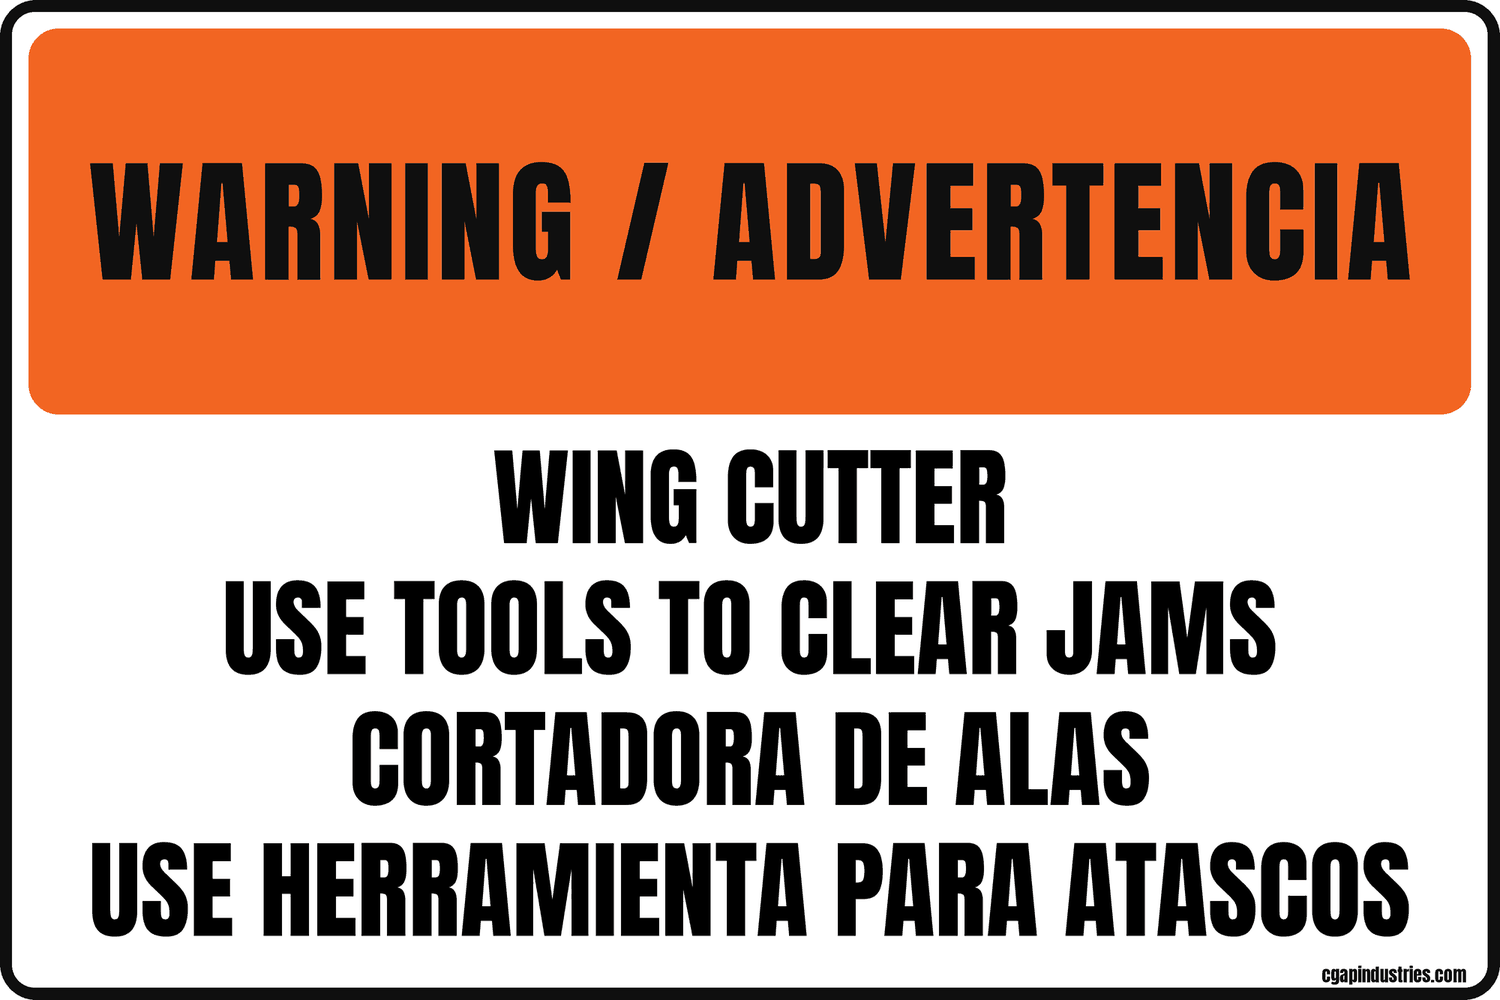 WARNING / ADVERTENCIA
WING CUTTER
USE TOOLS TO CLEAR JAMS
CORTADORA DE ALAS
USE HERRAMIENTA PARA ATASCOS
cgapindustries.com